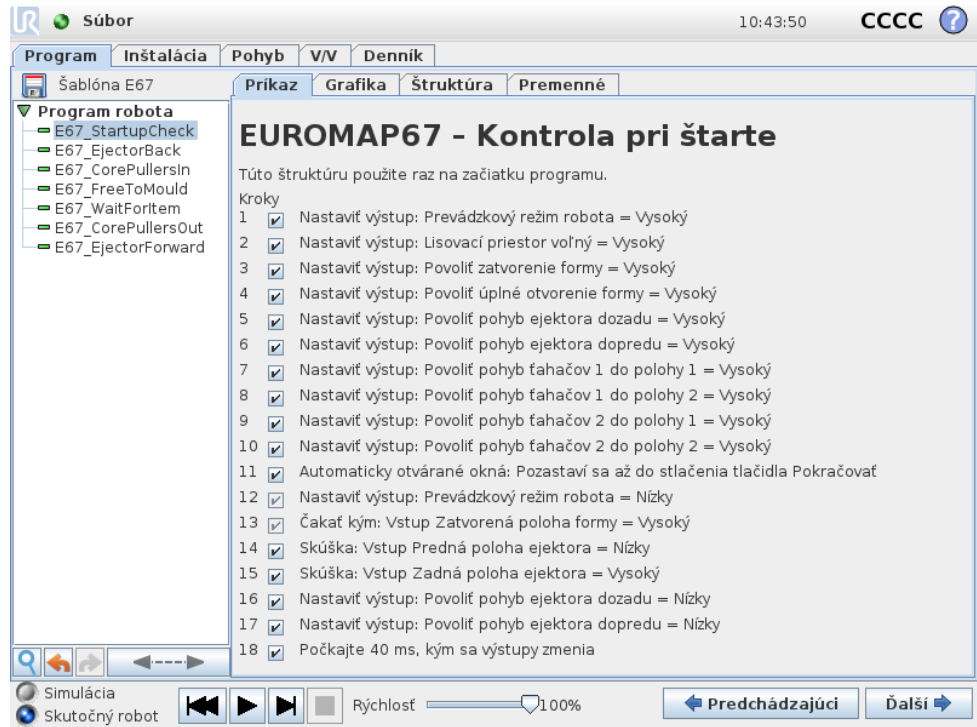 UR Súbor 10:43:50 CCCC ?
Program Inštalácia Pohyb V/V Denník
Šablóna E67
Príkaz Grafika Štruktúra Premenné
Program robota
E67_StartupCheck
E67_EjectorBack
E67_CorePullersIn
E67_FreeToMould
E67_WaitForItem
E67_CorePullersOut
E67_EjectorForward
EUROMAP67 - Kontrola pri štarte
Túto štruktúru použite raz na začiatku programu.
Kroky
1 Nastaviť výstup: Prevádzkový režim robota = Vysoký
2 Nastaviť výstup: Lisovací priestor voľný = Vysoký
3 Nastaviť výstup: Povoliť zatvorenie formy = Vysoký
4 Nastaviť výstup: Povoliť úplné otvorenie formy = Vysoký
5 Nastaviť výstup: Povoliť pohyb ejektora dozadu = Vysoký
6 Nastaviť výstup: Povoliť pohyb ejektora dopredu = Vysoký
7 Nastaviť výstup: Povoliť pohyb ťahačov 1 do polohy 1 = Vysoký
8 Nastaviť výstup: Povoliť pohyb ťahačov 1 do polohy 2 = Vysoký
9 Nastaviť výstup: Povoliť pohyb ťahačov 2 do polohy 1 = Vysoký
10 Nastaviť výstup: Povoliť pohyb ťahačov 2 do polohy 2 = Vysoký
11 Automaticky otvárané okná: Pozastaví sa až do stlačenia tlačidla Pokračovať
12 Nastaviť výstup: Prevádzkový režim robota = Nízky
13 Čakať kým: Vstup Zatvorená poloha formy = Vysoký
14 Skúška: Vstup Predná poloha ejektora = Nízky
15 Skúška: Vstup Zadná poloha ejektora = Vysoký
16 Nastaviť výstup: Povoliť pohyb ejektora dozadu = Nízky
17 Nastaviť výstup: Povoliť pohyb ejektora dopredu = Nízky
18 Počkajte 40 ms, kým sa výstupy zmenia
Simulácia
Skutočný robot
Rýchlosť 100%
Predchádzajúci
Ďalší